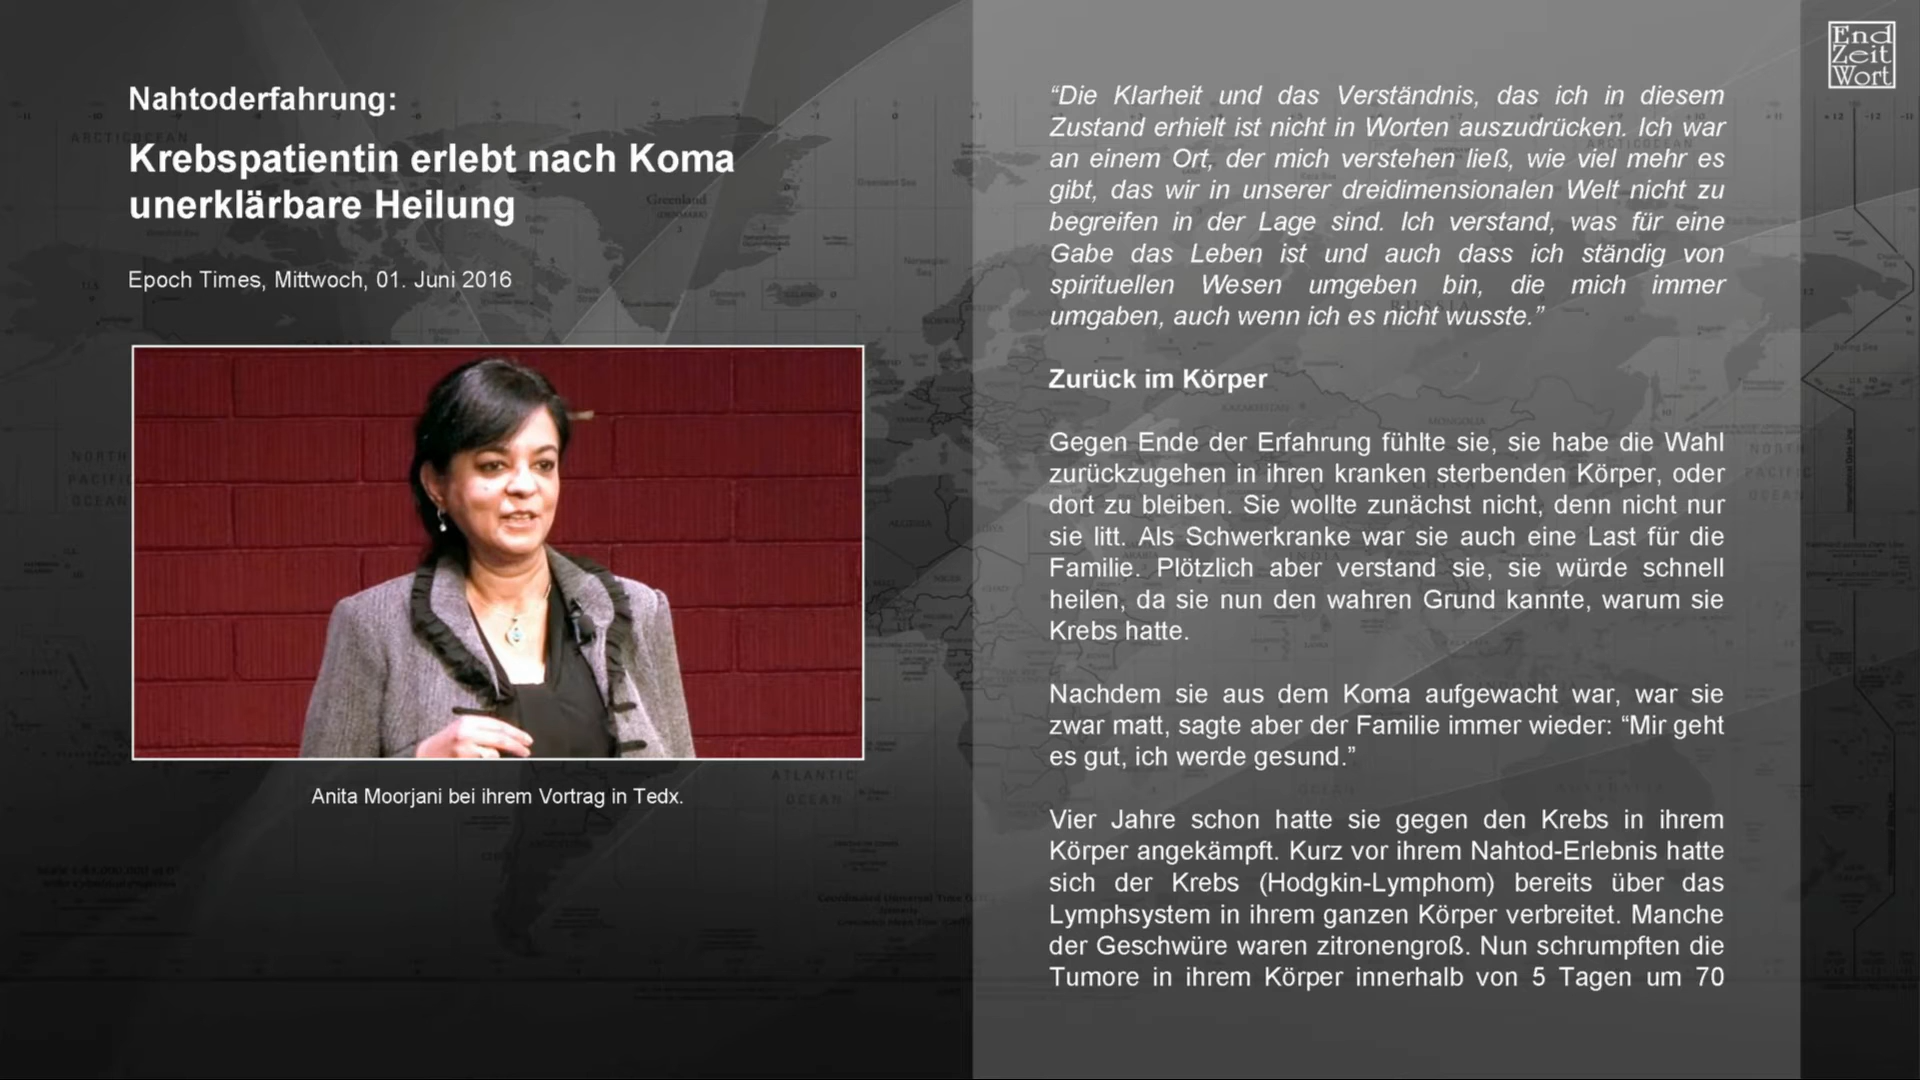 End
Zeit
Wort
Nahtoderfahrung:
Krebspatientin erlebt nach Koma
unerklärbare Heilung
Epoch Times, Mittwoch, 01. Juni 2016
Anita Moorjani bei ihrem Vortrag in Tedx.
“Die Klarheit und das Verständnis, das ich in diesem
Zustand erhielt ist nicht in Worten auszudrücken. Ich war
an einem Ort, der mich verstehen ließ, wie viel mehr es
gibt, das wir in unserer dreidimensionalen Welt nicht zu
begreifen in der Lage sind. Ich verstand, was für eine
Gabe das Leben ist und auch dass ich ständig von
spirituellen Wesen umgeben bin, die mich immer
umgaben, auch wenn ich es nicht wusste.”
Zurück im Körper
Gegen Ende der Erfahrung fühlte sie, sie habe die Wahl
zurückzugehen in ihren kranken sterbenden Körper, oder
dort zu bleiben. Sie wollte zunächst nicht, denn nicht nur
sie litt. Als Schwerkranke war sie auch eine Last für die
Familie. Plötzlich aber verstand sie, sie würde schnell
heilen, da sie nun den wahren Grund kannte, warum sie
Krebs hatte.
Nachdem sie aus dem Koma aufgewacht war, war sie
zwar matt, sagte aber der Familie immer wieder: “Mir geht
es gut, ich werde gesund.”
Vier Jahre schon hatte sie gegen den Krebs in ihrem
Körper angekämpft. Kurz vor ihrem Nahtod-Erlebnis hatte
sich der Krebs (Hodgkin-Lymphom) bereits über das
Lymphsystem in ihrem ganzen Körper verbreitet. Manche
der Geschwüre waren zitronengroß. Nun schrumpften die
Tumore in ihrem Körper innerhalb von 5 Tagen um 70
ARCTIC OCEAN
Greenland
NORTH
PACIFIC
OCEAN
ATLANTIC
OCEAN
RUSSIA
INDIA